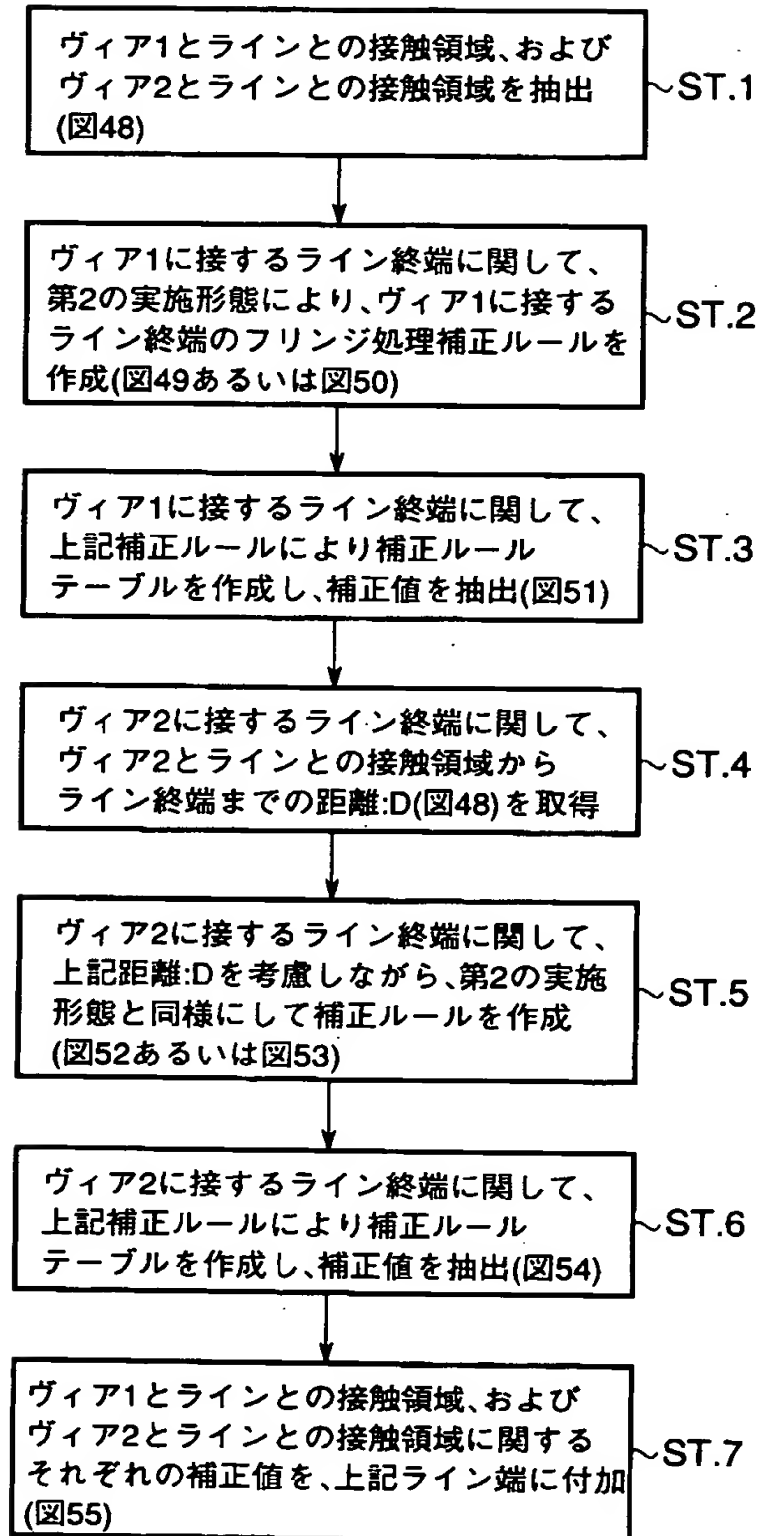 ヴィア1とラインとの接触領域、および
ヴィア2とラインとの接触領域を抽出
(図48)
ST.1
ヴィア1に接するライン終端に関して、
第2の実施形態により、ヴィア1に接する
ライン終端のフリンジ処理補正ルールを
作成(図49あるいは図50)
ST.2
ヴィア1に接するライン終端に関して、
上記補正ルールにより補正ルール
テーブルを作成し、補正値を抽出(図51)
ST.3
ヴィア2に接するライン終端に関して、
ヴィア2とラインとの接触領域から
ライン終端までの距離:D(図48)を取得
ST.4
ヴィア2に接するライン終端に関して、
上記距離:Dを考慮しながら、第2の実施
形態と同様にして補正ルールを作成
(図52あるいは図53)
ST.5
ヴィア2に接するライン終端に関して、
上記補正ルールにより補正ルール
テーブルを作成し、補正値を抽出(図54)
ST.6
ヴィア1とラインとの接触領域、および
ヴィア2とラインとの接触領域に関する
それぞれの補正値を、上記ライン端に付加
(図55)
ST.7